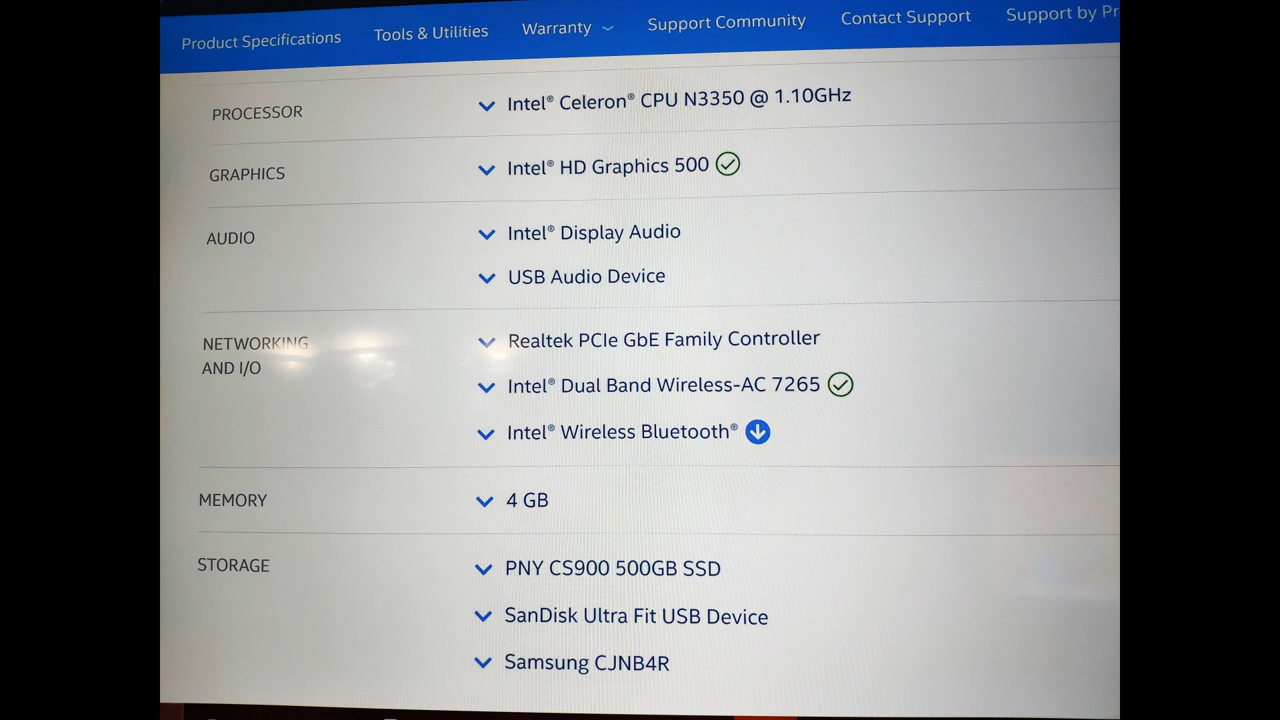 Product Specifications Tools & Utilities Warranty Support Community Contact Support Support by Pr
PROCESSOR Intel® Celeron® CPU N3350 @ 1.10GHz
GRAPHICS Intel® HD Graphics 500
AUDIO Intel® Display Audio
USB Audio Device
NETWORKING Realtek PCIe GbE Family Controller
AND I/O
Intel® Dual Band Wireless-AC 7265
Intel® Wireless Bluetooth®
MEMORY 4 GB
STORAGE PNY CS900 500GB SSD
SanDisk Ultra Fit USB Device
Samsung CJNB4R